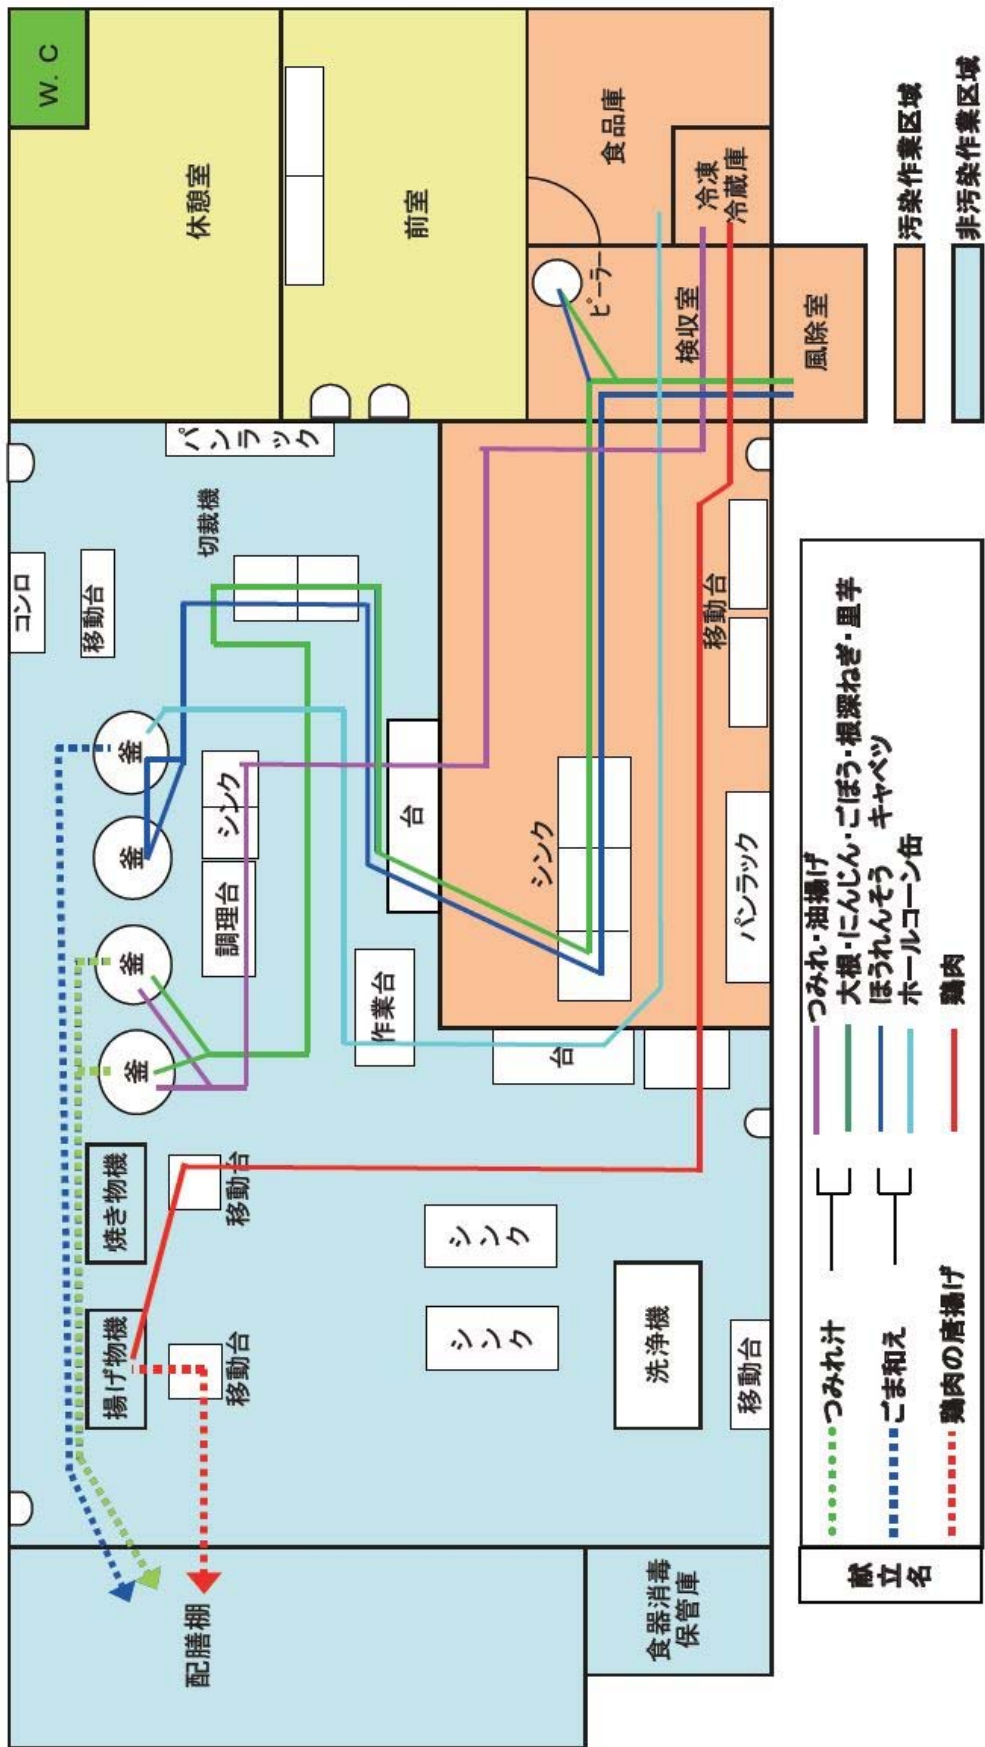 W.C
休憩室
前室
食品庫
冷凍
冷蔵庫
ピーラー
検収室
風除室
汚染作業区域
非汚染作業区域
パンラック
切裁機
コンロ
移動台
釜
釜
釜
釜
シンク
調理台
台
作業台
シンク
移動台
パンラック
台
焼き物機
移動台
揚げ物機
移動台
シンク
シンク
洗浄機
移動台
配膳棚
食器消毒
保管庫
献立名
つみれ汁
つみれ・油揚げ
大根・にんじん・ごぼう・根深ねぎ・里芋
ごま和え
ほうれんそう キャベツ
ホールコーン缶
鶏肉の唐揚げ
鶏肉